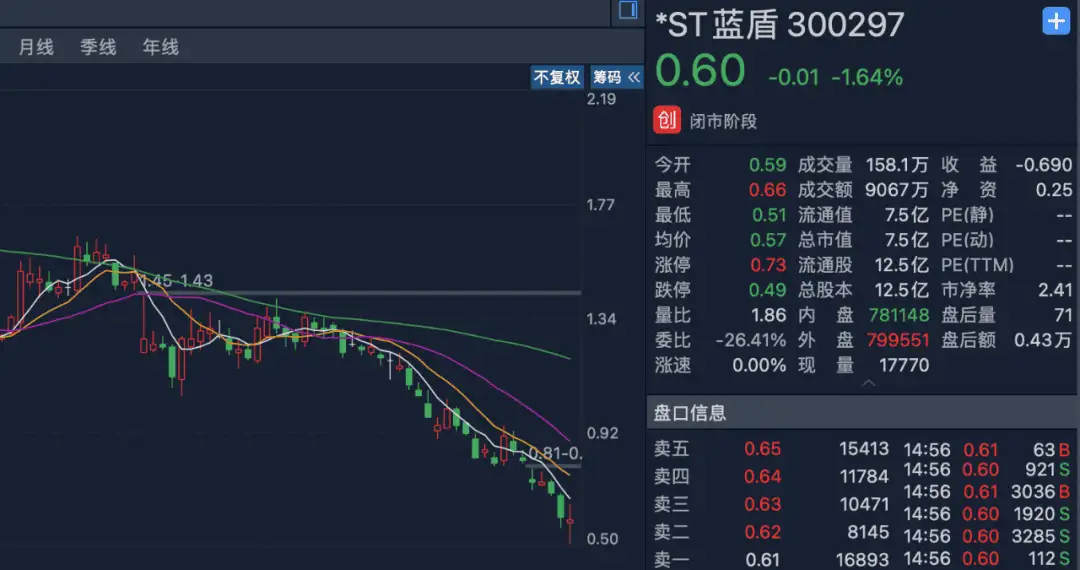 *ST蓝盾 300297
0.60 -0.01 -1.64%
创 闭市阶段
月线 季线 年线
不复权 筹码 «
2.19
1.77
1.45-1.43
1.34
0.92
0.81-0.
0.50
今开 0.59 成交量 158.1万 收益 -0.690
最高 0.66 成交额 9067万 净资 0.25
最低 0.51 流通值 7.5亿 PE(静) --
均价 0.57 总市值 7.5亿 PE(动) --
涨停 0.73 流通股 12.5亿 PE(TTM) --
跌停 0.49 总股本 12.5亿 市净率 2.41
量比 1.86 内盘 781148 盘后量 71
委比 -26.41% 外盘 799551 盘后额 0.43万
涨速 0.00% 现量 17770
盘口信息
卖五 0.65 15413
卖四 0.64 11784
卖三 0.63 10471
卖二 0.62 8145
卖一 0.61 16893
14:56 0.61 63 B
14:56 0.60 921 S
14:56 0.61 3036 B
14:56 0.60 1920 S
14:56 0.60 3285 S
14:56 0.60 112 S